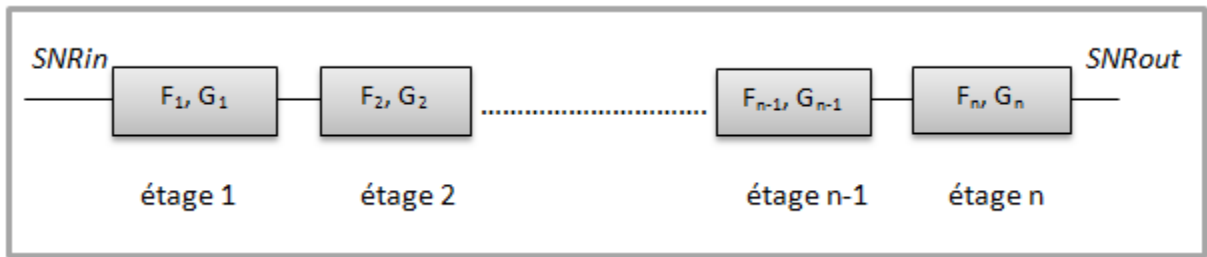 SNRin
SNRout
F₁, G₁
F₂, G₂
................................
Fₙ₋₁, Gₙ₋₁
Fₙ, Gₙ
étage 1
étage 2
étage n-1
étage n